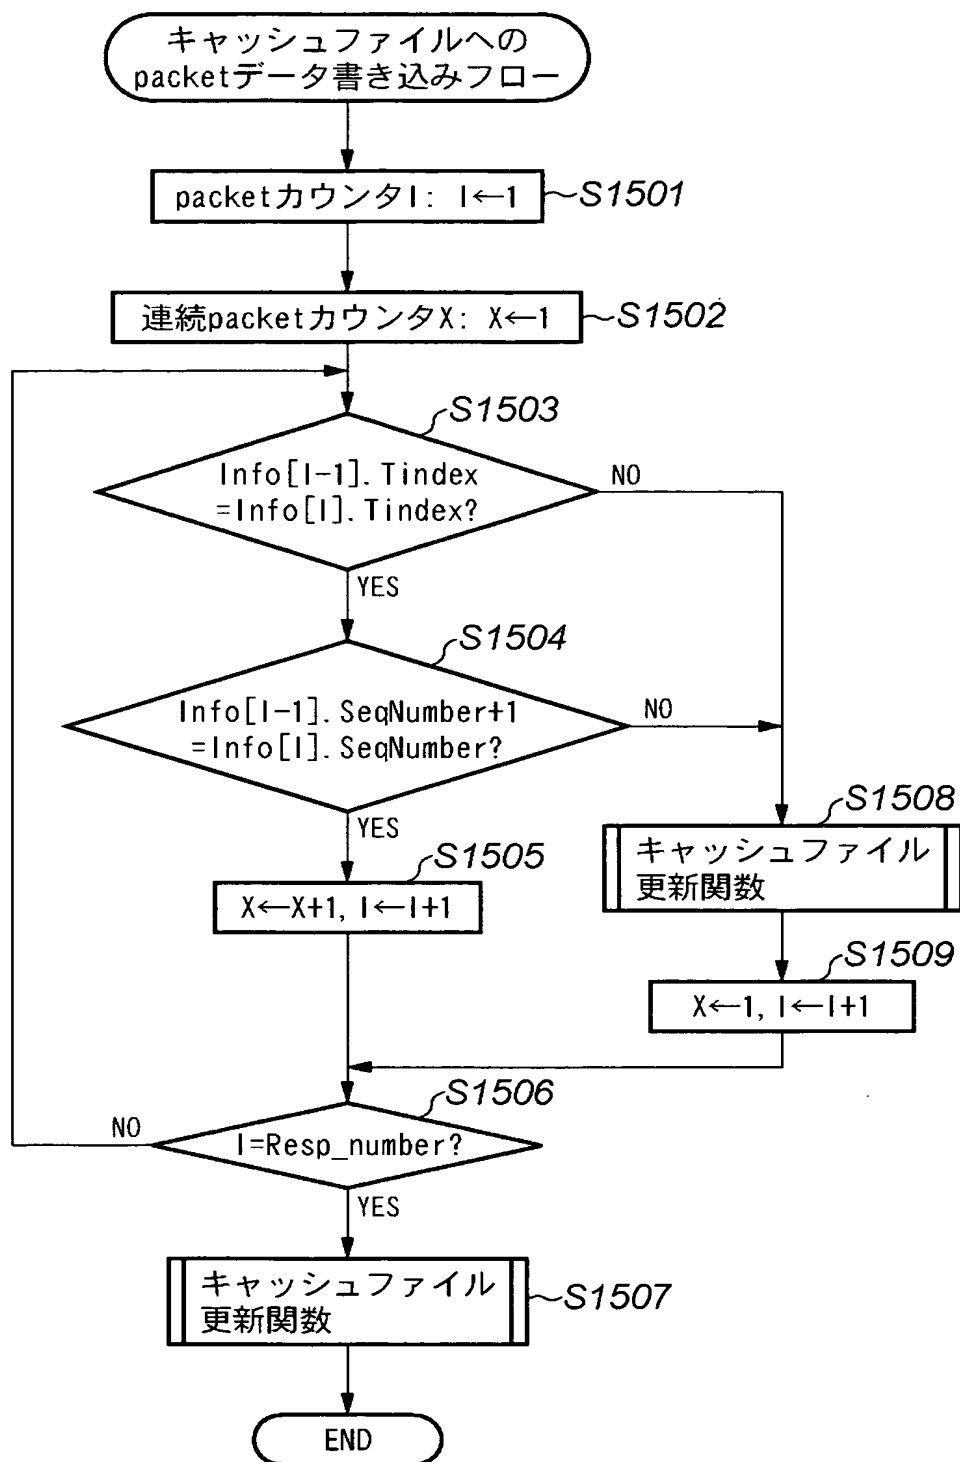 キャッシュファイルへの
packetデータ書き込みフロー
packetカウンタI: I←1
S1501
連続packetカウンタX: X←1
S1502
S1503
Info[I-1].Tindex
=Info[I].Tindex?
NO
YES
S1504
Info[I-1].SeqNumber+1
=Info[I].SeqNumber?
NO
YES
S1505
X←X+1, I←I+1
S1508
キャッシュファイル
更新関数
S1509
X←1, I←I+1
S1506
I=Resp_number?
NO
YES
キャッシュファイル
更新関数
S1507
END